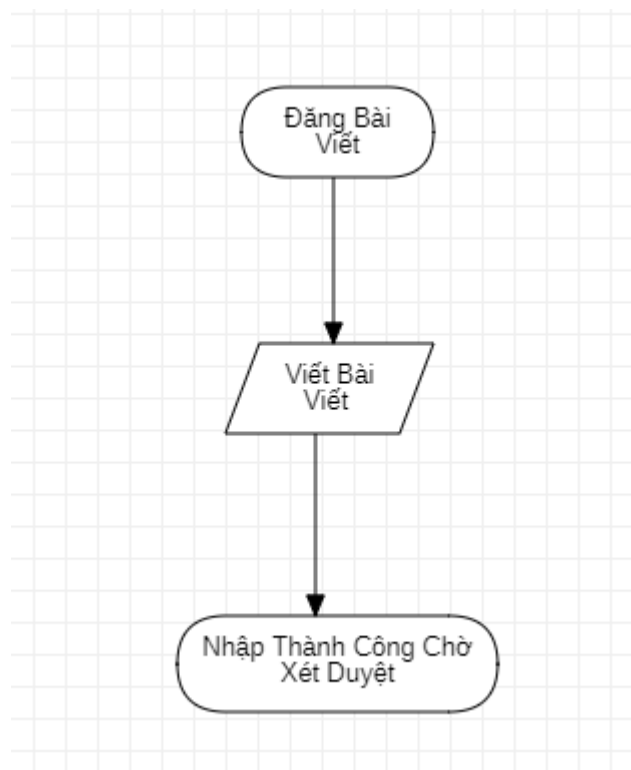 Đăng Bài
Viết
Viết Bài
Viết
Nhập Thành Công Chờ
Xét Duyệt